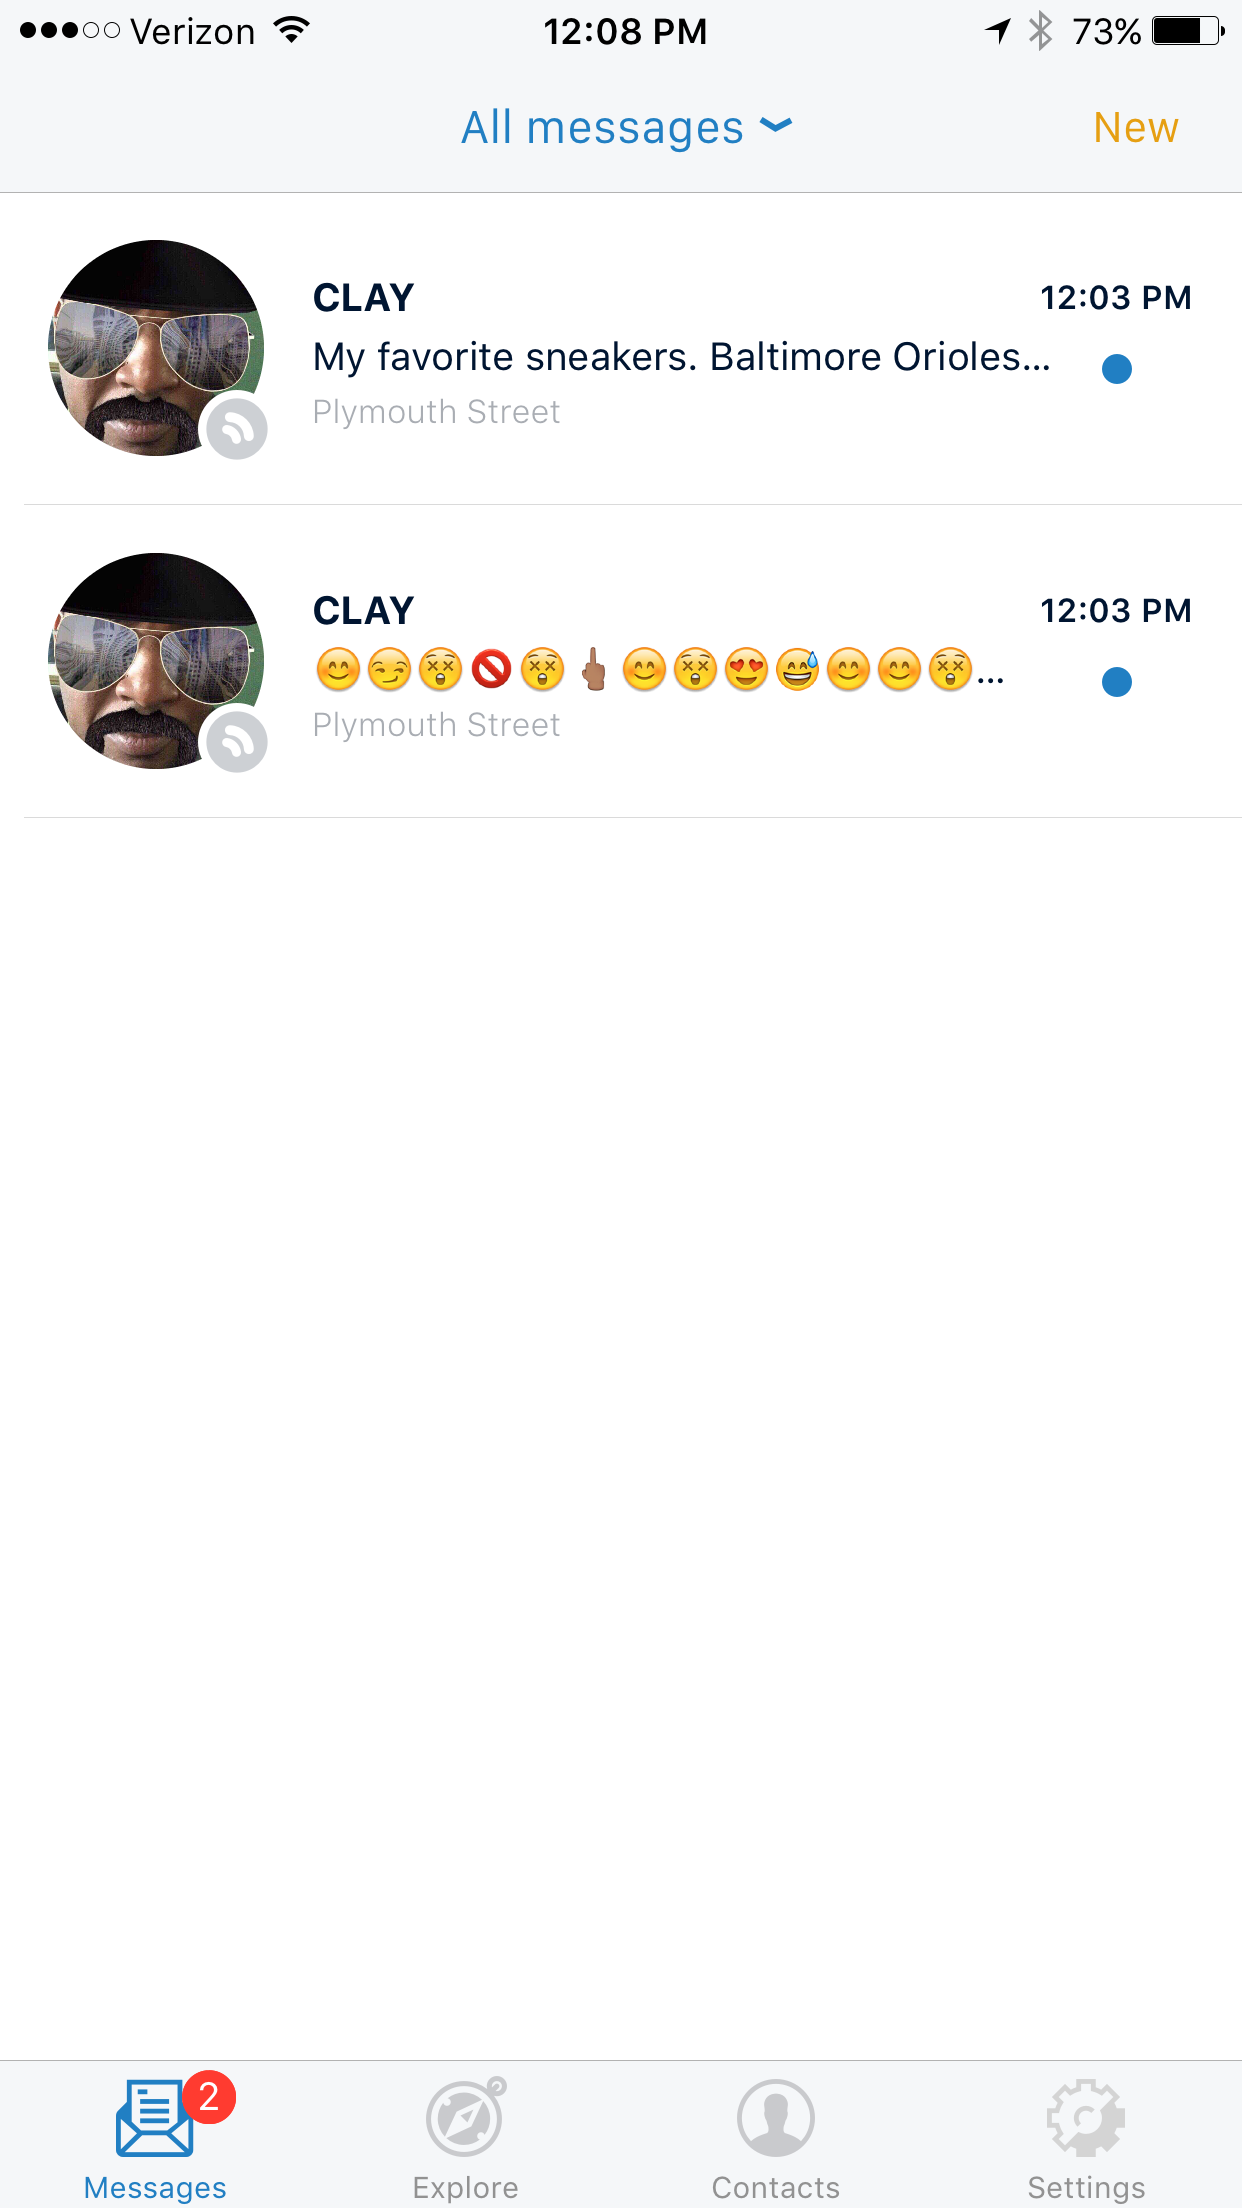 Verizon 12:08 PM 73%
All messages New
CLAY 12:03 PM
My favorite sneakers. Baltimore Orioles...
Plymouth Street
CLAY 12:03 PM
😊😏😲🚫😲🖕🏽😊😲😍😅😊😊😲...
Plymouth Street
2
Messages Explore Contacts Settings